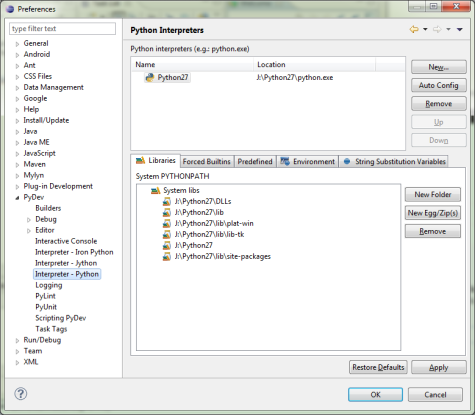 Preferences
type filter text
General
Android
Ant
CSS Files
Data Management
Google
Help
Install/Update
Java
Java ME
JavaScript
Maven
Mylyn
Plug-in Development
PyDev
Builders
Debug
Editor
Interactive Console
Interpreter - Iron Python
Interpreter - Jython
Interpreter - Python
Logging
PyLint
PyUnit
Scripting PyDev
Task Tags
Run/Debug
Team
XML
Python Interpreters
Python interpreters (e.g.: python.exe)
Name Location
Python27 J:\Python27\python.exe
New...
Auto Config
Remove
Up
Down
Libraries Forced Builtins Predefined Environment String Substitution Variables
System PYTHONPATH
System libs
J:\Python27\DLLs
J:\Python27\lib
J:\Python27\lib\plat-win
J:\Python27\lib\lib-tk
J:\Python27
J:\Python27\lib\site-packages
New Folder
New Egg/Zip(s)
Remove
Restore Defaults Apply
OK Cancel